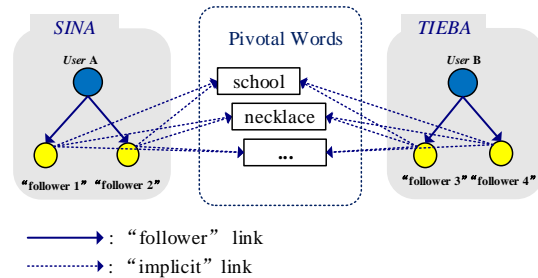 SINA
Pivotal Words
TIEBA
User A
User B
school
necklace
...
“follower 1”
“follower 2”
“follower 3”
“follower 4”
: “follower” link
: “implicit” link